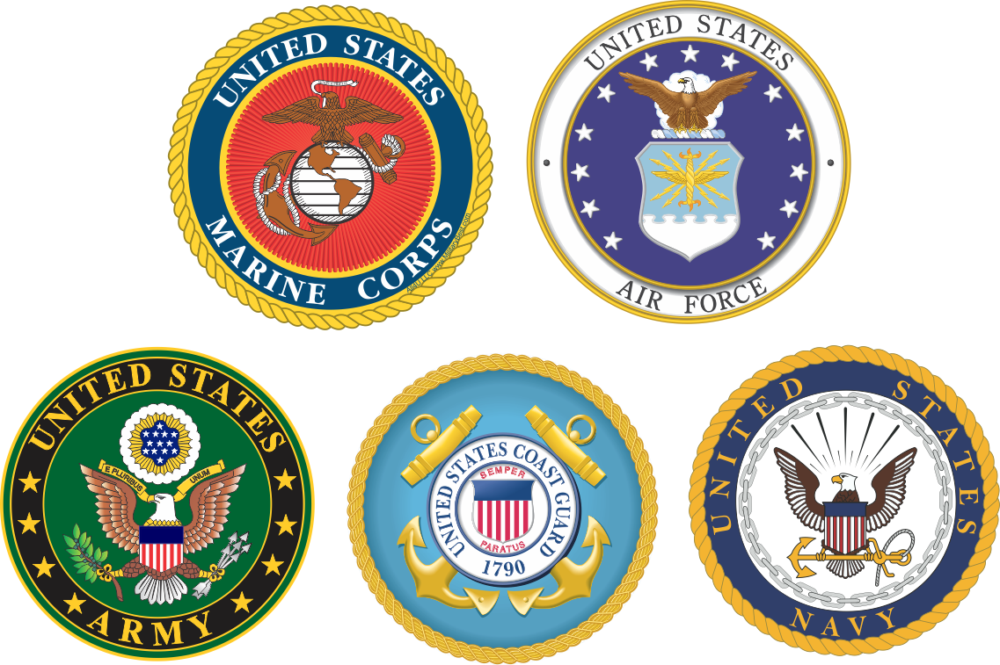 UNITED STATES
MARINE CORPS
UNITED STATES
AIR FORCE
UNITED STATES
E PLURIBUS UNUM
ARMY
UNITED STATES COAST GUARD
SEMPER
PARATUS
1790
UNITED STATES
NAVY